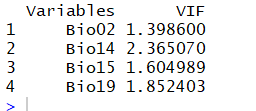 Variables VIF
1 Bio02 1.398600
2 Bio14 2.365070
3 Bio15 1.604989
4 Bio19 1.852403
>